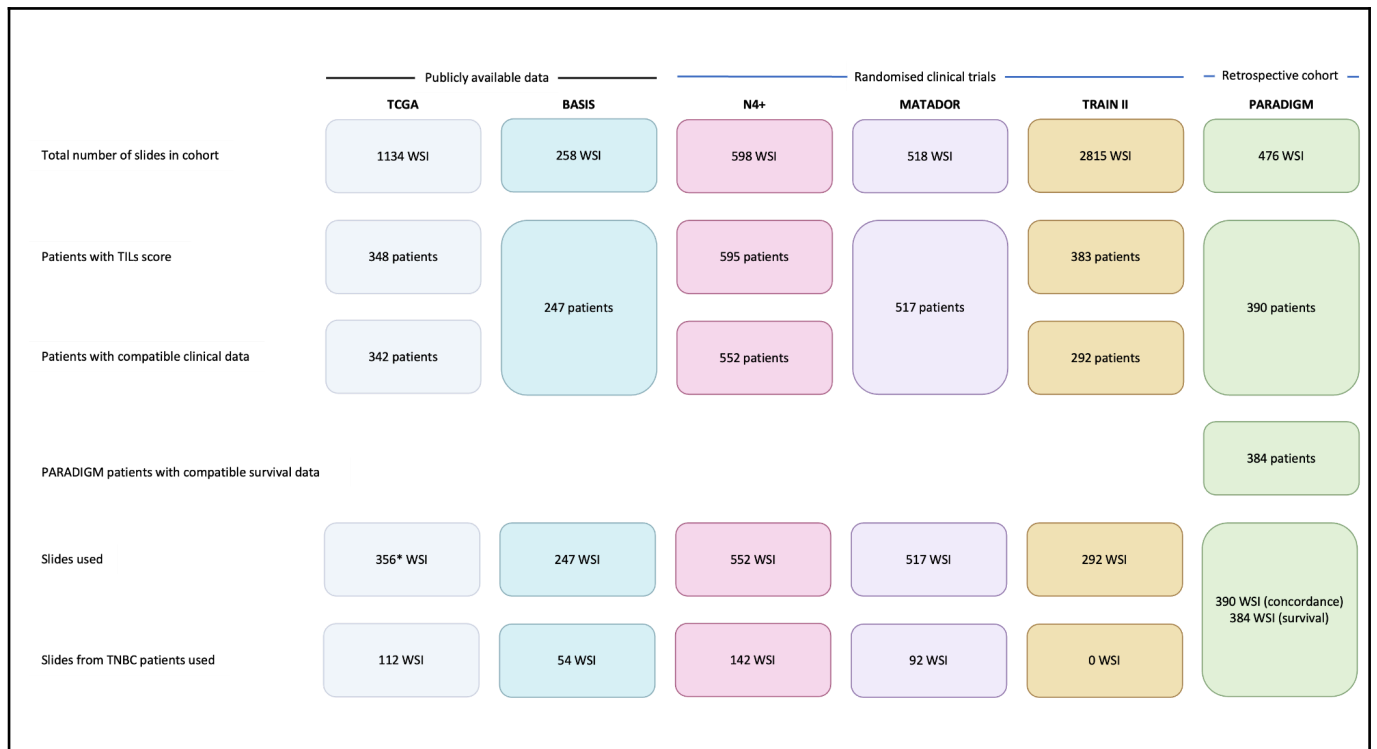 Publicly available data
Randomised clinical trials
Retrospective cohort
TCGA
BASIS
N4+
MATADOR
TRAIN II
PARADIGM
Total number of slides in cohort
1134 WSI
258 WSI
598 WSI
518 WSI
2815 WSI
476 WSI
Patients with TILs score
348 patients
595 patients
383 patients
247 patients
517 patients
390 patients
Patients with compatible clinical data
342 patients
552 patients
292 patients
PARADIGM patients with compatible survival data
384 patients
Slides used
356* WSI
247 WSI
552 WSI
517 WSI
292 WSI
390 WSI (concordance)
384 WSI (survival)
Slides from TNBC patients used
112 WSI
54 WSI
142 WSI
92 WSI
0 WSI